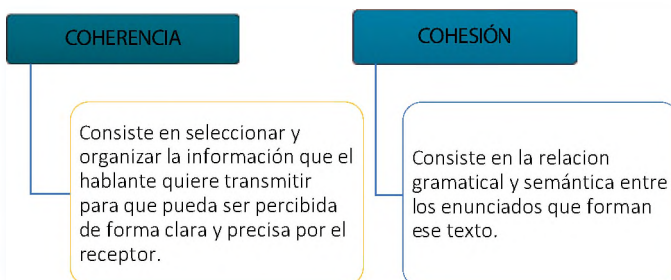 COHERENCIA
Consiste en seleccionar y
organizar la información que el
hablante quiere transmitir
para que pueda ser percibida
de forma clara y precisa por el
receptor.
COHESIÓN
Consiste en la relacion
gramatical y semántica entre
los enunciados que forman
ese texto.